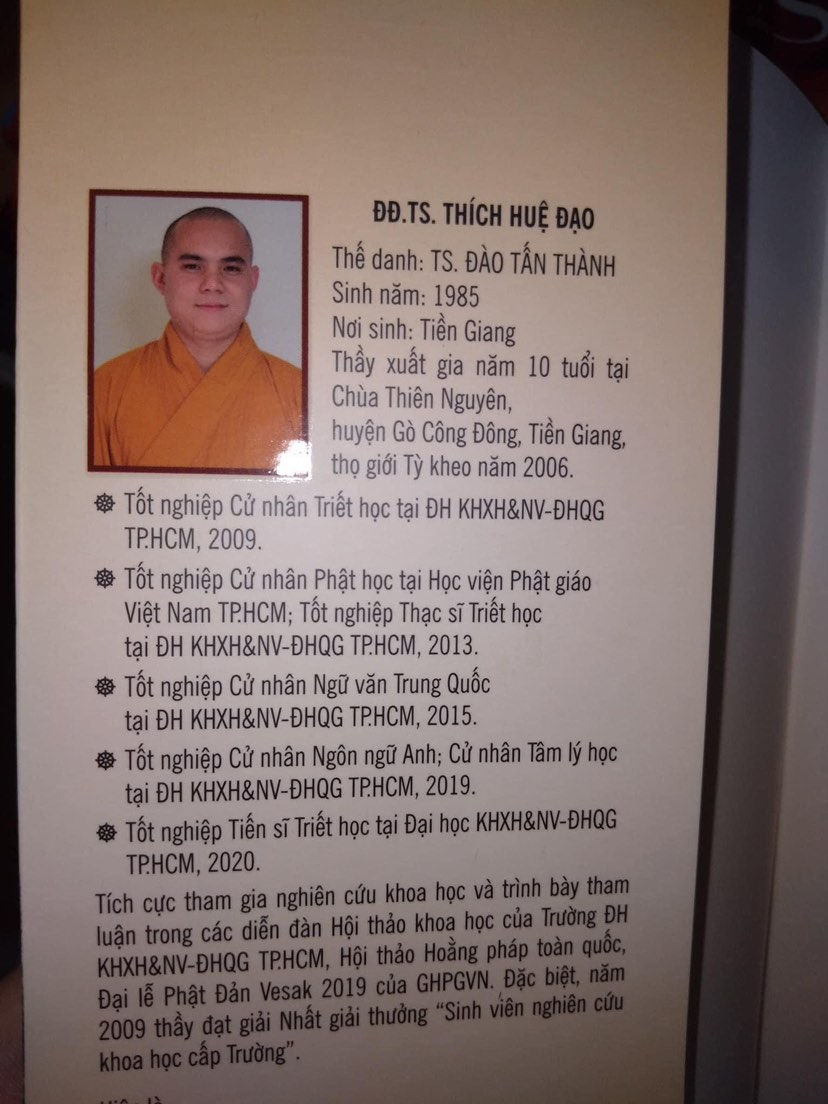 ĐĐ.TS. THÍCH HUỆ ĐẠO
Thế danh: TS. ĐÀO TẤN THÀNH
Sinh năm: 1985
Nơi sinh: Tiền Giang
Thầy xuất gia năm 10 tuổi tại
Chùa Thiên Nguyên,
huyện Gò Công Đông, Tiền Giang,
thọ giới Tỳ kheo năm 2006.
Tốt nghiệp Cử nhân Triết học tại ĐH KHXH&NV-ĐHQG
TP.HCM, 2009.
Tốt nghiệp Cử nhân Phật học tại Học viện Phật giáo
Việt Nam TP.HCM; Tốt nghiệp Thạc sĩ Triết học
tại ĐH KHXH&NV-ĐHQG TP.HCM, 2013.
Tốt nghiệp Cử nhân Ngữ văn Trung Quốc
tại ĐH KHXH&NV-ĐHQG TP.HCM, 2015.
Tốt nghiệp Cử nhân Ngôn ngữ Anh; Cử nhân Tâm lý học
tại ĐH KHXH&NV-ĐHQG TP.HCM, 2019.
Tốt nghiệp Tiến sĩ Triết học tại Đại học KHXH&NV-ĐHQG
TP.HCM, 2020.
Tích cực tham gia nghiên cứu khoa học và trình bày tham
luận trong các diễn đàn Hội thảo khoa học của Trường ĐH
KHXH&NV-ĐHQG TP.HCM, Hội thảo Hoằng pháp toàn quốc,
Đại lễ Phật Đản Vesak 2019 của GHPGVN. Đặc biệt, năm
2009 thầy đạt giải Nhất giải thưởng “Sinh viên nghiên cứu
khoa học cấp Trường”.